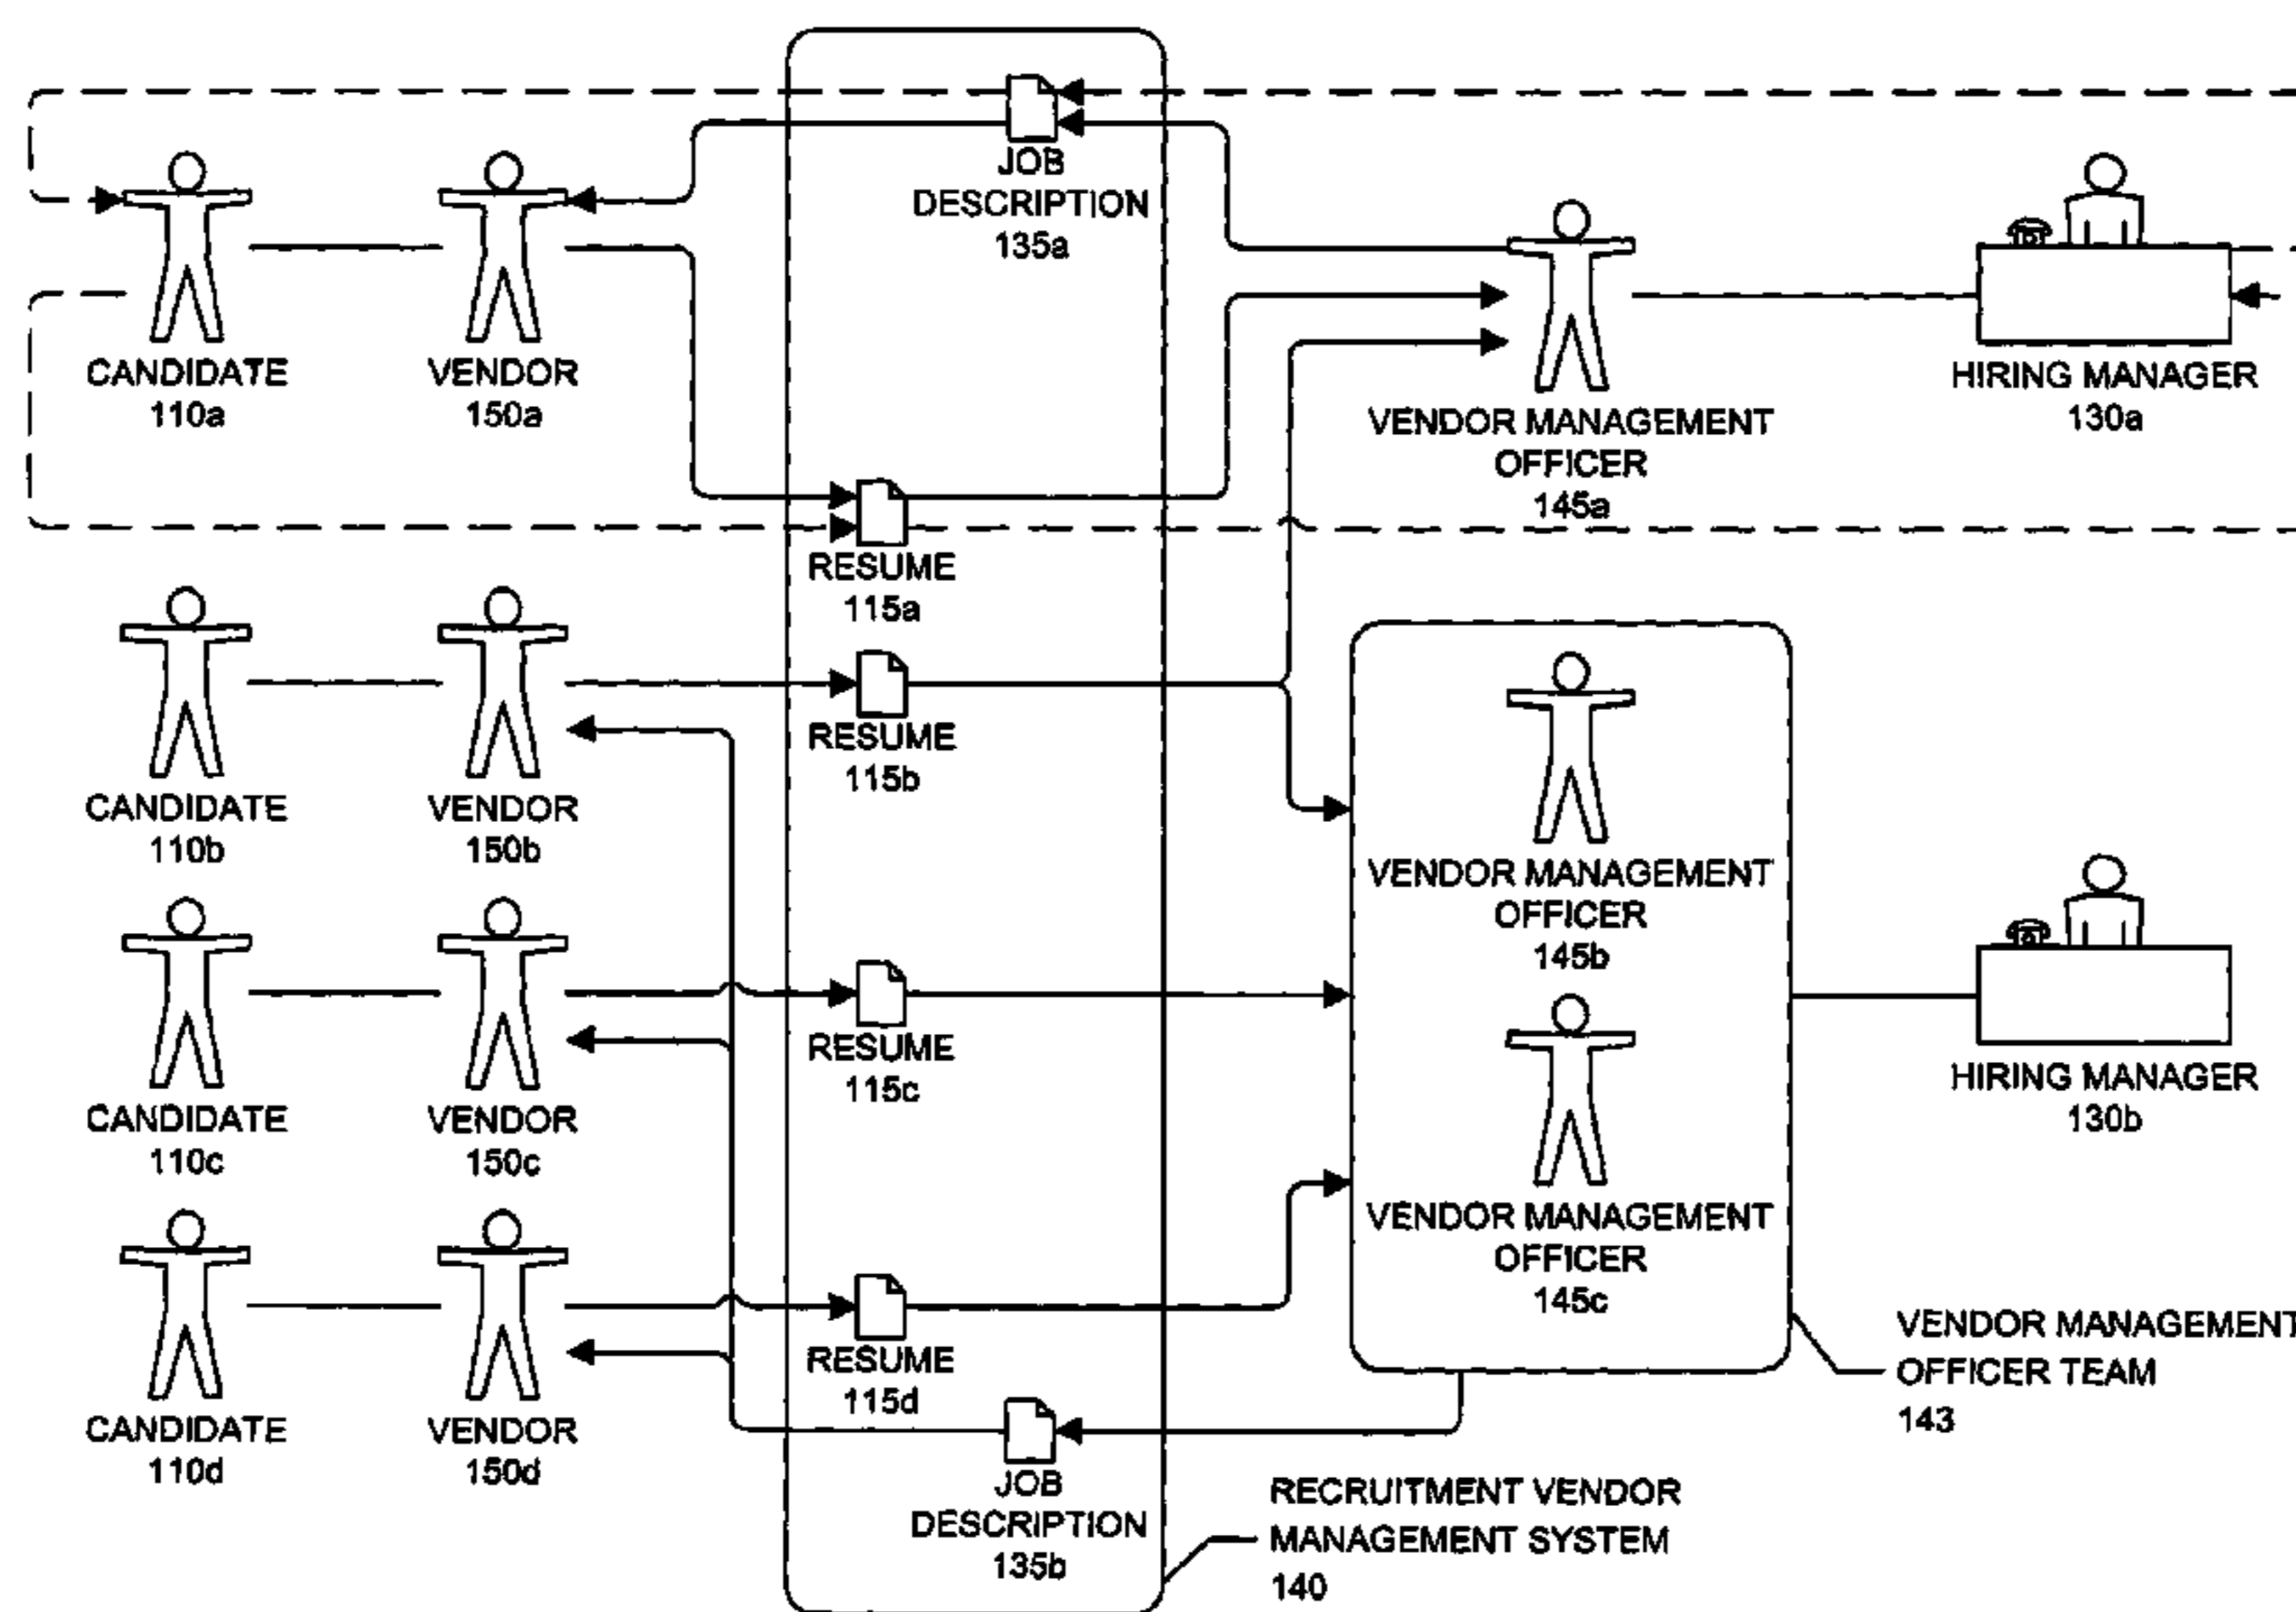 JOB
DESCRIPTION
135a
CANDIDATE
110a
VENDOR
150a
VENDOR MANAGEMENT
OFFICER
145a
HIRING MANAGER
130a
RESUME
115a
CANDIDATE
110b
VENDOR
150b
RESUME
115b
VENDOR MANAGEMENT
OFFICER
145b
CANDIDATE
110c
VENDOR
150c
RESUME
115c
HIRING MANAGER
130b
VENDOR MANAGEMENT
OFFICER
145c
CANDIDATE
110d
VENDOR
150d
RESUME
115d
VENDOR MANAGEMENT
OFFICER TEAM
143
JOB
DESCRIPTION
135b
RECRUITMENT VENDOR
MANAGEMENT SYSTEM
140